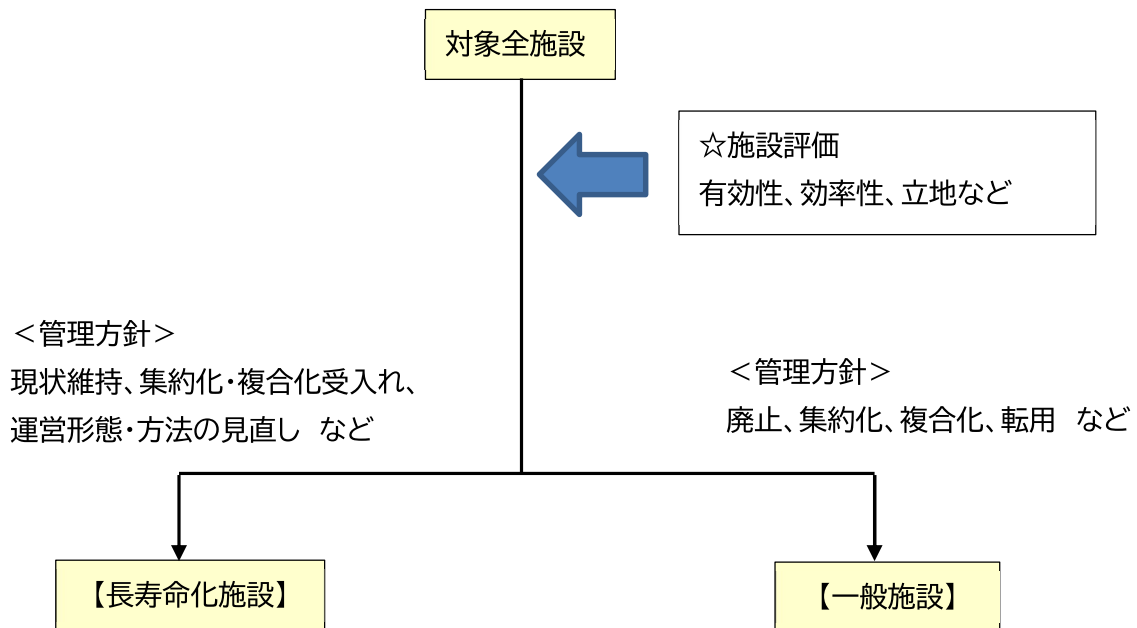 対象全施設
☆施設評価
有効性、効率性、立地など
＜管理方針＞
現状維持、集約化・複合化受入れ、
運営形態・方法の見直し　など
＜管理方針＞
廃止、集約化、複合化、転用　など
【長寿命化施設】
【一般施設】